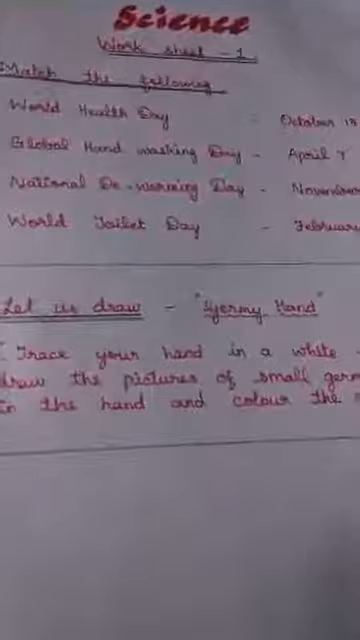 Science
Work sheet - 1.
Match the following
World Health Day - October 15
Global Hand washing Day - April 7
National De-worming Day - November
World Toilet Day - February
Let us draw - "Germy Hand"
Trace your hand in a white
draw the pictures of small germ
in the hand and colour the